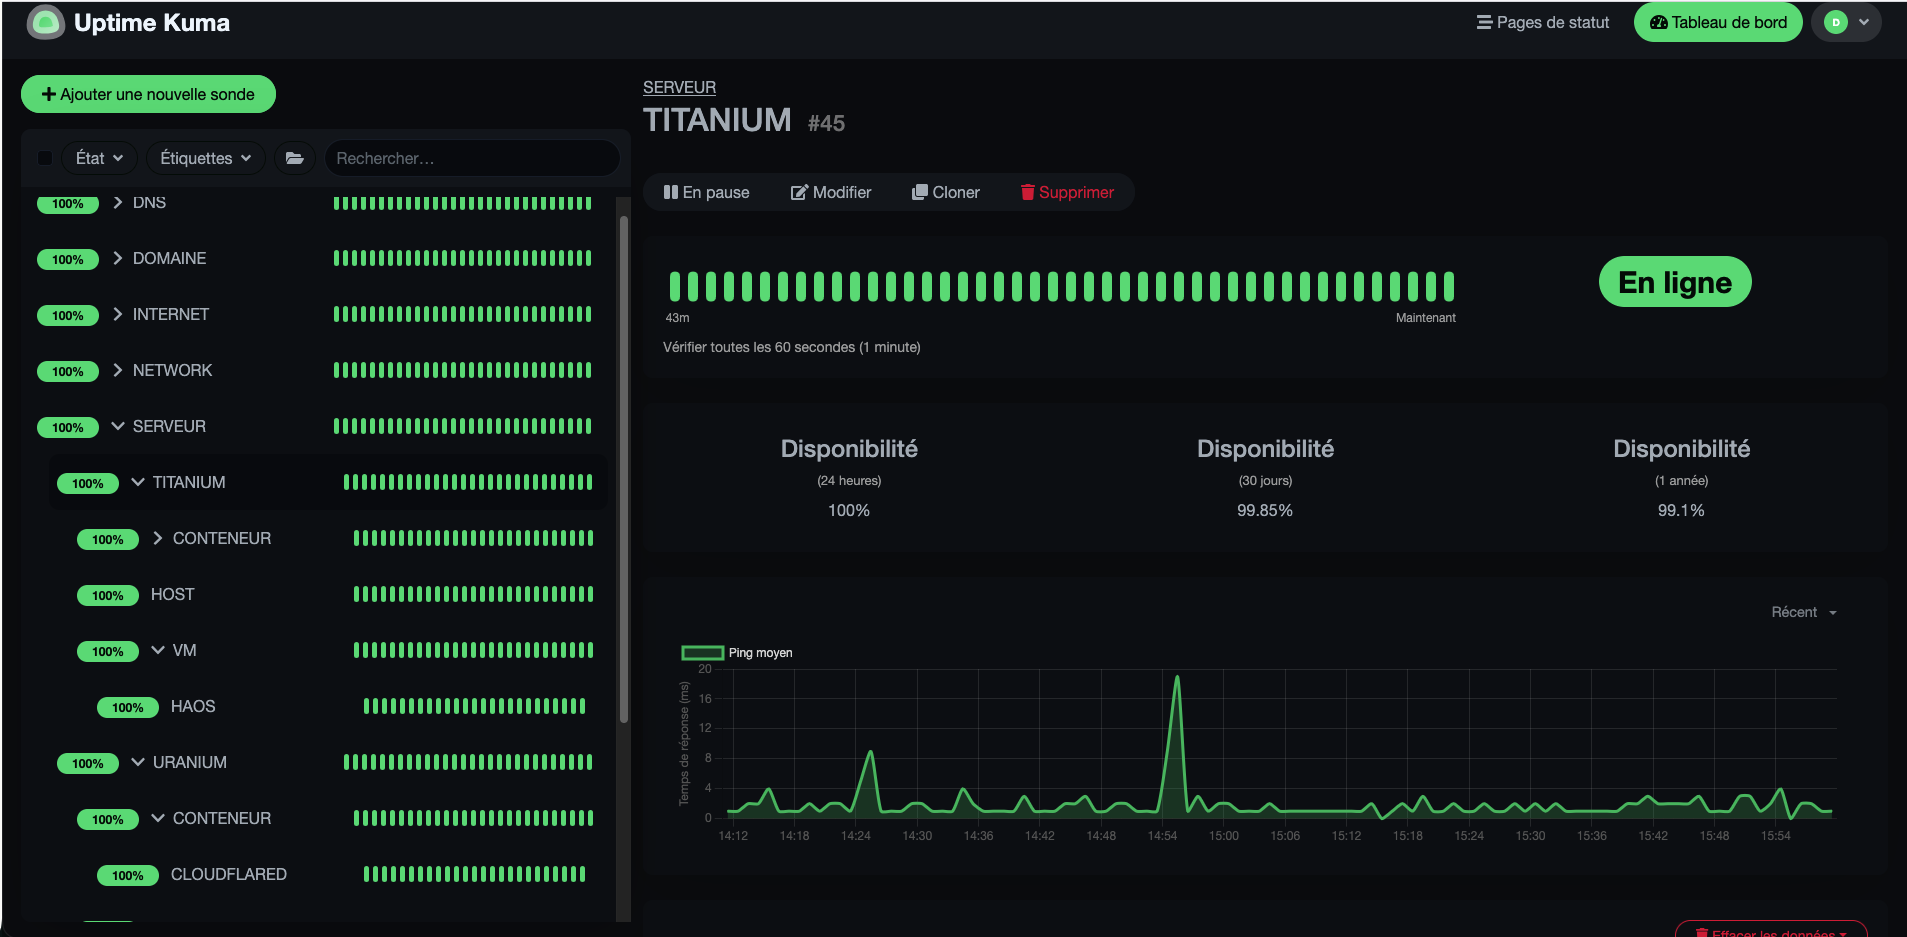 Uptime Kuma
Pages de statut
Tableau de bord
D
Ajouter une nouvelle sonde
État
Étiquettes
Rechercher…
100% DNS
100% DOMAINE
100% INTERNET
100% NETWORK
100% SERVEUR
100% TITANIUM
100% CONTENEUR
100% HOST
100% VM
100% HAOS
100% URANIUM
100% CONTENEUR
100% CLOUDFLARED
SERVEUR
TITANIUM #45
En pause
Modifier
Cloner
Supprimer
43m
Maintenant
Vérifier toutes les 60 secondes (1 minute)
En ligne
Disponibilité
(24 heures)
100%
Disponibilité
(30 jours)
99.85%
Disponibilité
(1 année)
99.1%
Récent
Ping moyen
Temps de réponse (ms)
20
16
12
8
4
0
14:12 14:18 14:24 14:30 14:36 14:42 14:48 14:54 15:00 15:06 15:12 15:18 15:24 15:30 15:36 15:42 15:48 15:54
Effacer les données